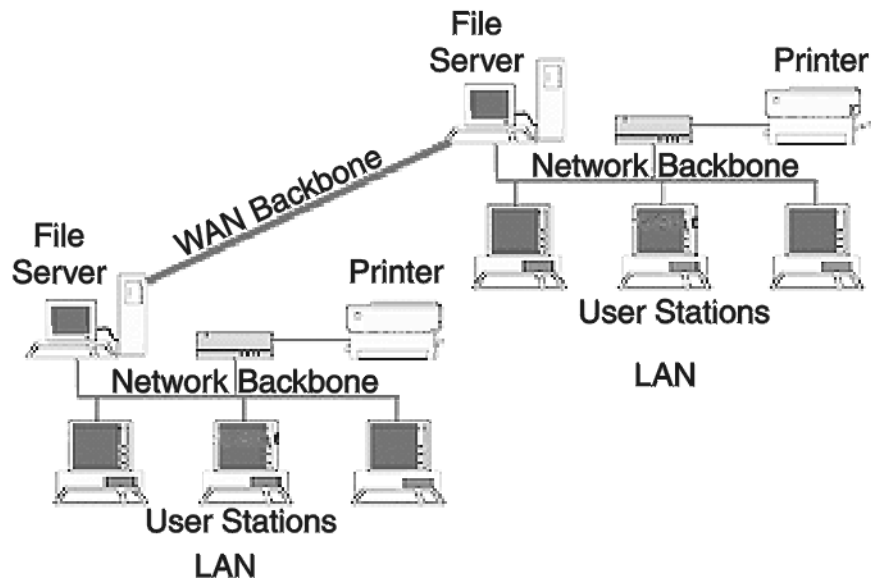 File
Server
Printer
Network Backbone
User Stations
LAN
WAN Backbone
File
Server
Printer
Network Backbone
User Stations
LAN